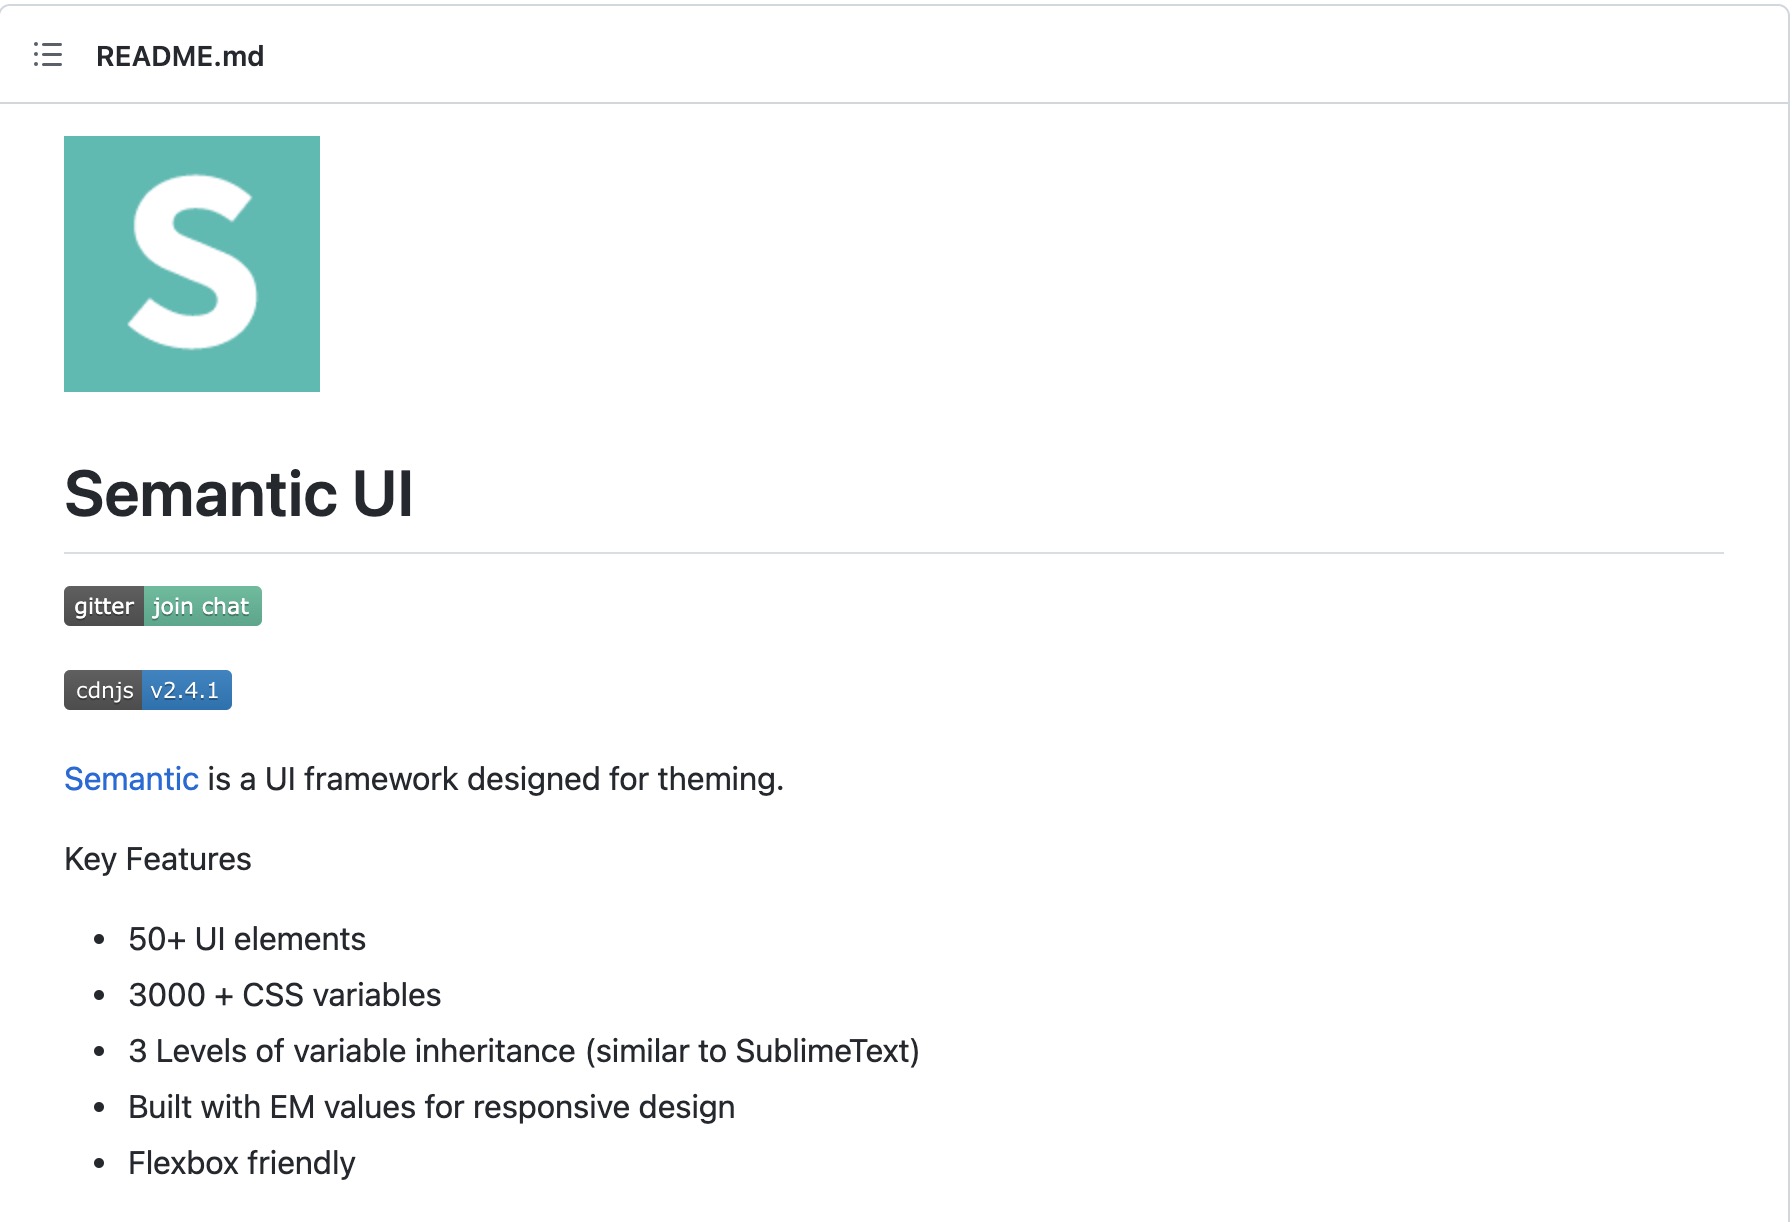 README.md
S
Semantic UI
gitter join chat
cdnjs v2.4.1
Semantic is a UI framework designed for theming.
Key Features
• 50+ UI elements
• 3000 + CSS variables
• 3 Levels of variable inheritance (similar to SublimeText)
• Built with EM values for responsive design
• Flexbox friendly